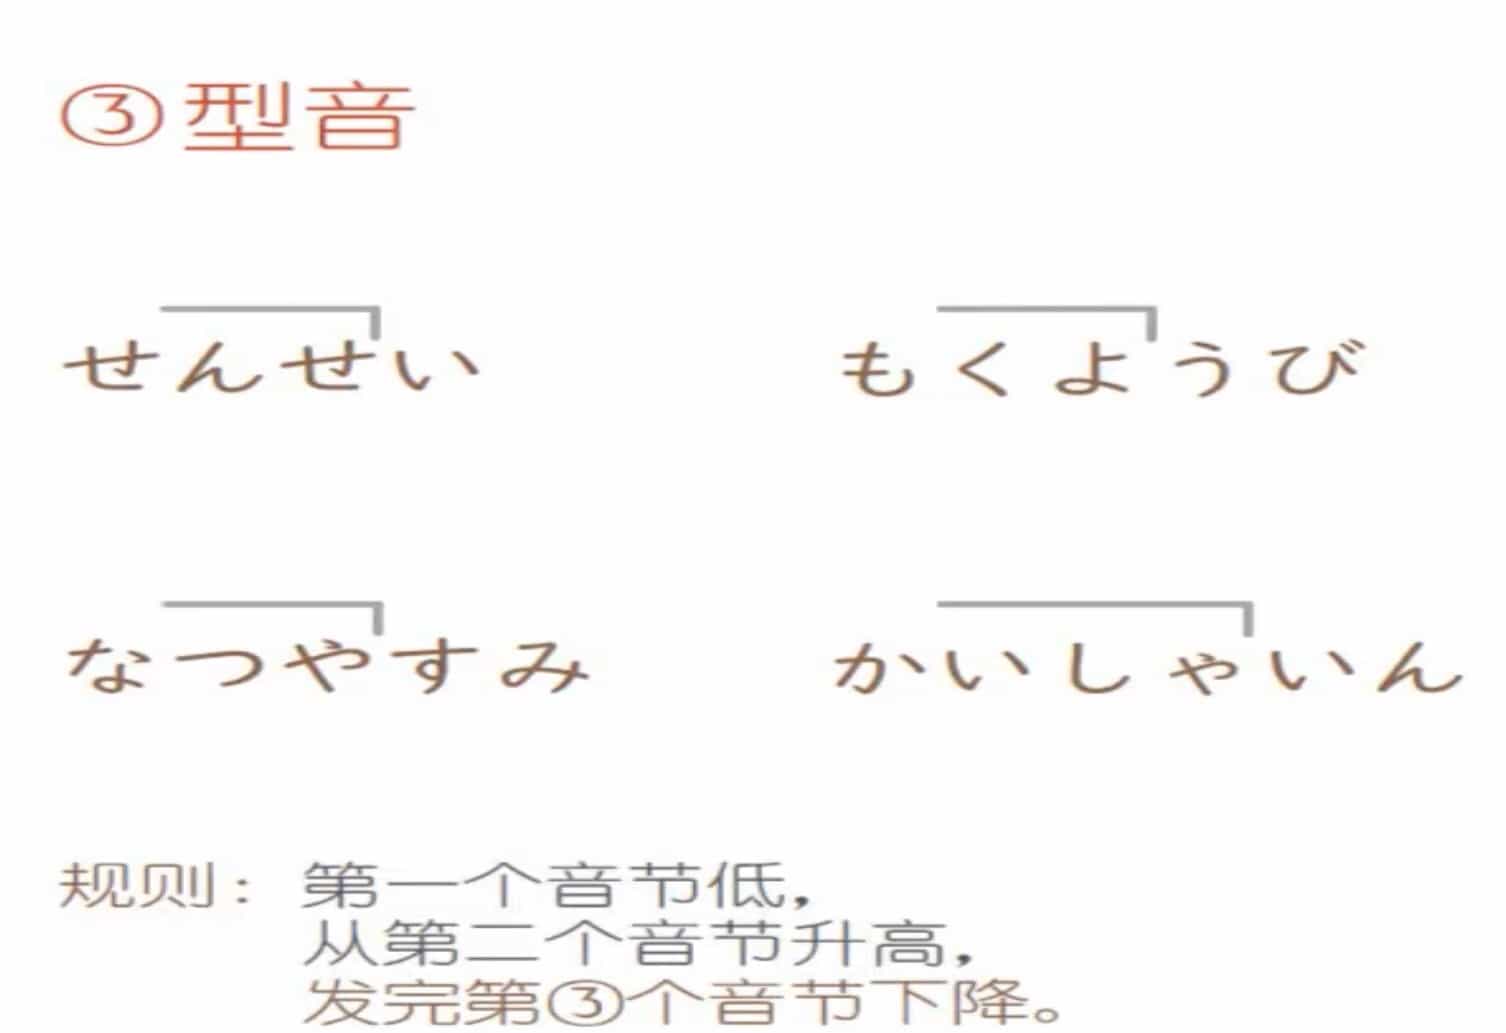 ③型音
せんせい
もくようび
なつやすみ
かいしゃいん
规则：第一个音节低，
从第二个音节升高，
发完第③个音节下降。